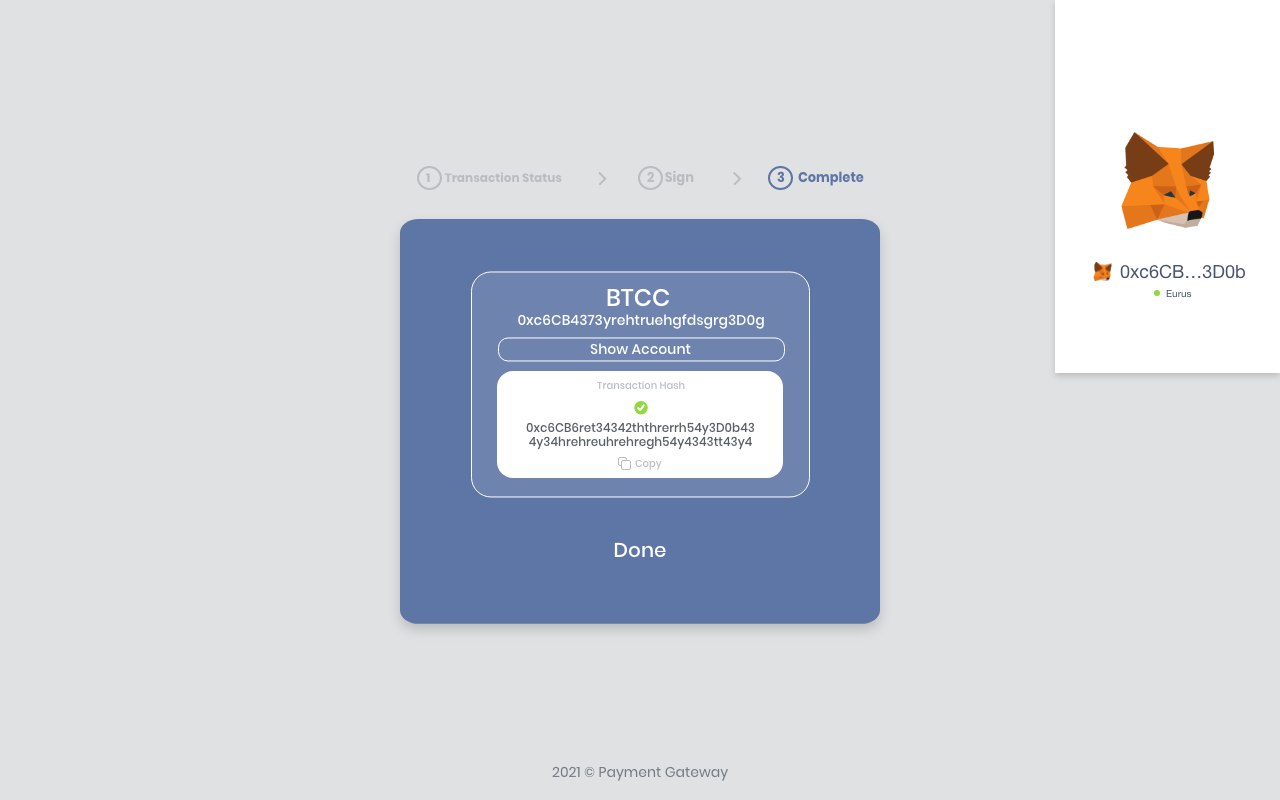 1 Transaction Status
2 Sign
3 Complete
BTCC
0xc6CB4373yrehtruehgfdsgrg3D0g
Show Account
Transaction Hash
0xc6CB6ret34342ththrerrh54y3D0b43
4y34hrehreuhrehregh54y4343tt43y4
Copy
Done
0xc6CB...3D0b
Eurus
2021 © Payment Gateway